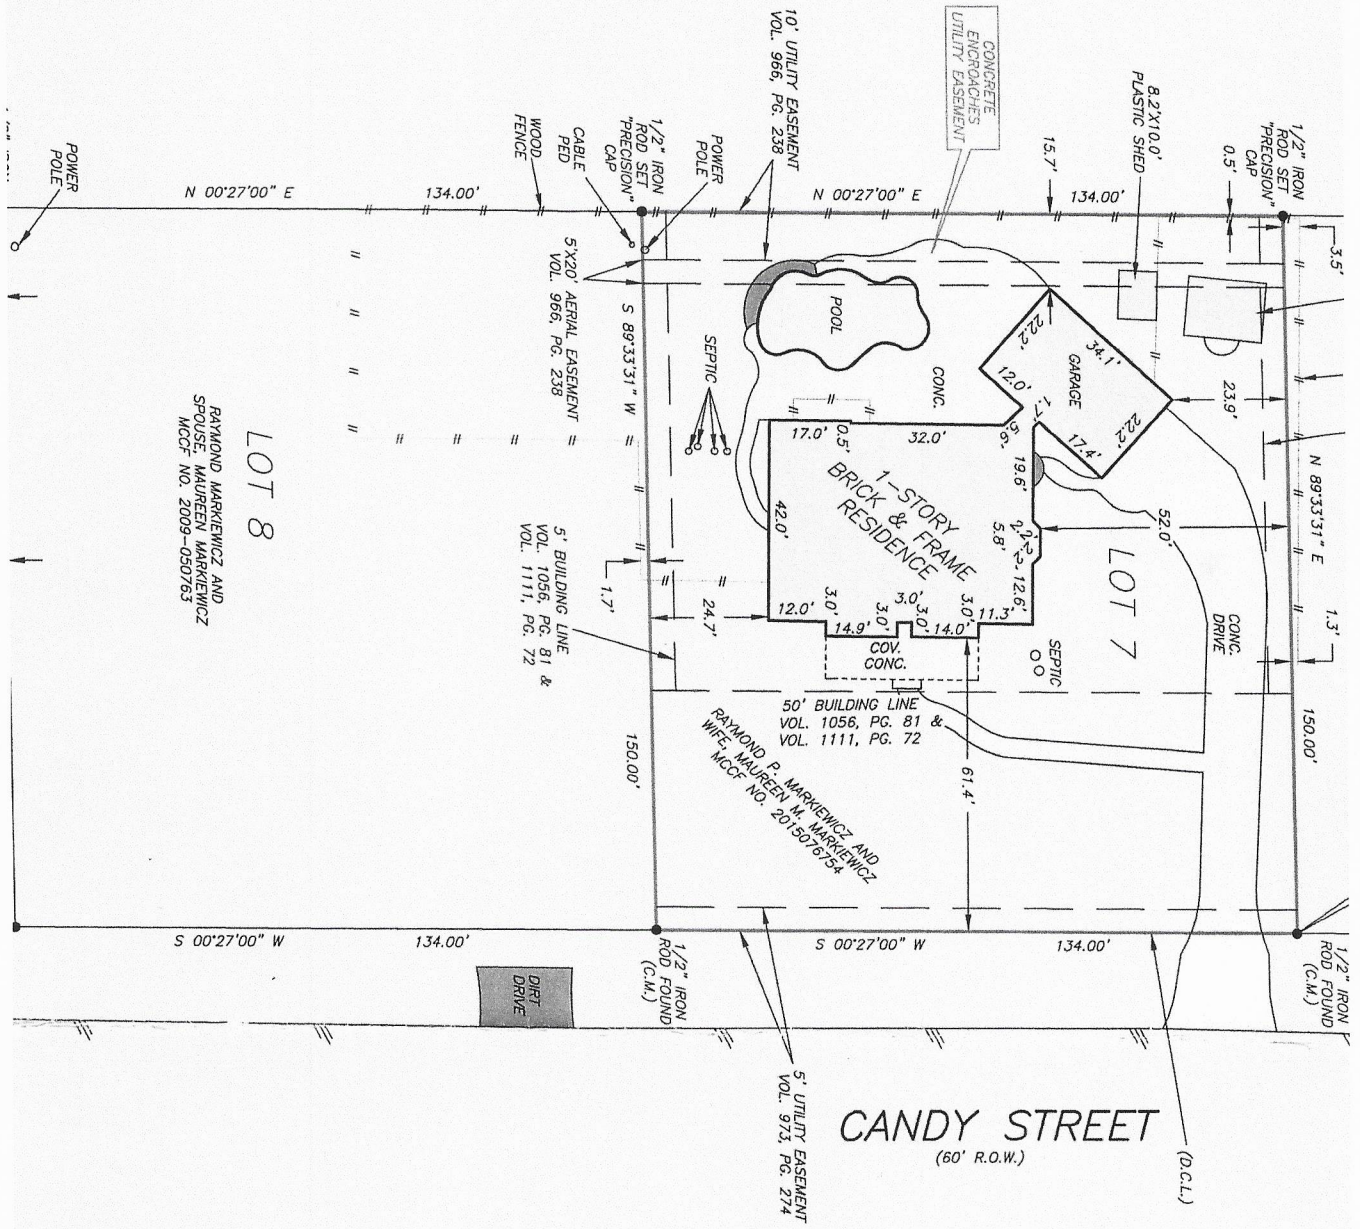 CONCRETE
ENCROACHES
UTILITY EASEMENT
10' UTILITY EASEMENT
VOL. 966, PG. 238
8.2'X10.0'
PLASTIC SHED
1/2" IRON
ROD SET
"PRECISION"
CAP
0.5'
15.7'
3.5'
POWER
POLE
1/2" IRON
ROD SET
"PRECISION"
CAP
CABLE
PED
WOOD
FENCE
POWER
POLE
N 00°27'00" E
134.00'
N 00°27'00" E
134.00'
5'X20' AERIAL EASEMENT
VOL. 966, PG. 238
S 89°33'31" W
150.00'
SEPTIC
POOL
CONC.
GARAGE
22.2'
34.1'
12.0'
1.7'
17.4'
22.2'
5.6'
23.9'
17.0'
0.5'
32.0'
19.6'
42.0'
1-STORY
BRICK & FRAME
RESIDENCE
2.2'
5.8'
2.2'
12.6'
52.0'
LOT 7
N 89°33'31" E
1.3'
150.00'
CONC.
DRIVE
12.0'
3.0'
14.9'
3.0'
3.0'
3.0'
14.0'
3.0'
11.3'
COV.
CONC.
SEPTIC
24.7'
1.7'
5' BUILDING LINE
VOL. 1056, PG. 81 &
VOL. 1111, PG. 72
LOT 8
RAYMOND MARKIEWICZ AND
SPOUSE, MAUREEN MARKIEWICZ
MCCF NO. 2009-050763
50' BUILDING LINE
VOL. 1056, PG. 81 &
VOL. 1111, PG. 72
61.4'
RAYMOND P. MARKIEWICZ AND
WIFE, MAUREEN M. MARKIEWICZ
MCCF NO. 2015076754
S 00°27'00" W
134.00'
S 00°27'00" W
134.00'
1/2" IRON
ROD FOUND
(C.M.)
1/2" IRON
ROD FOUND
(C.M.)
DIRT
DRIVE
5' UTILITY EASEMENT
VOL. 973, PG. 274
CANDY STREET
(60' R.O.W.)
(D.C.L.)